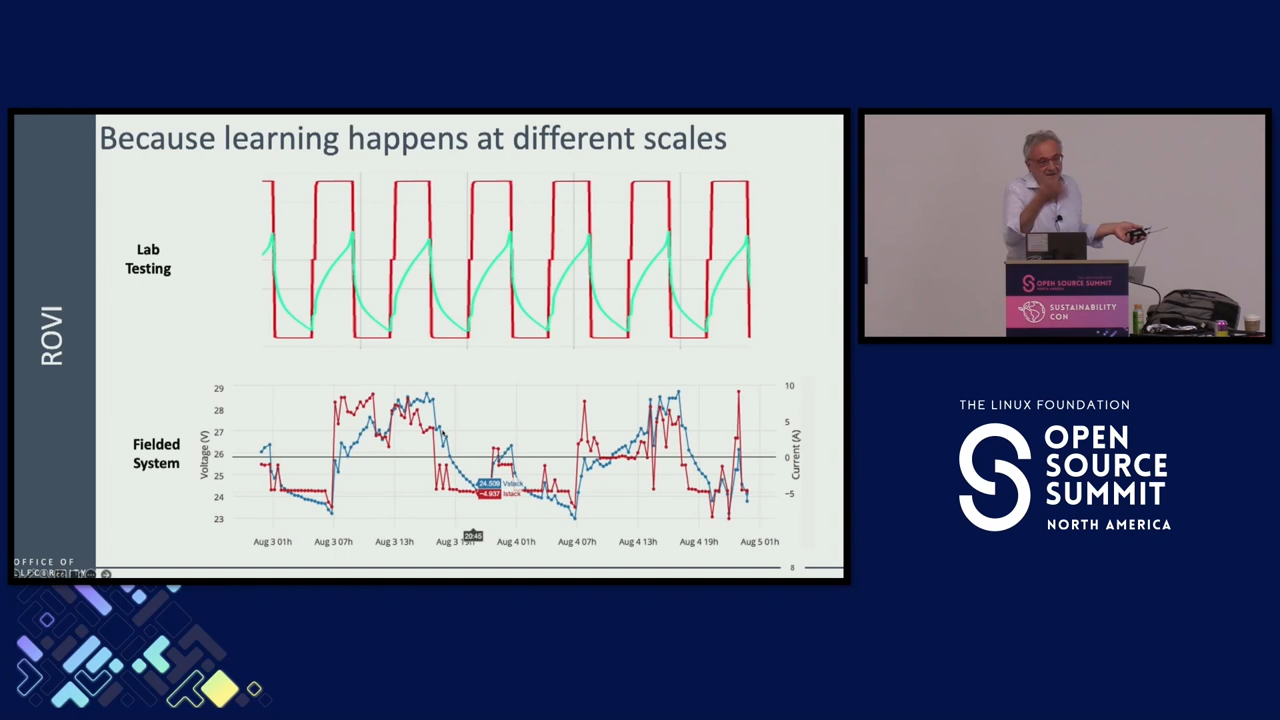 Because learning happens at different scales
ROVI
Lab
Testing
Fielded
System
29
28
27
26
25
24
23
Voltage (V)
10
5
0
−5
Current (A)
24.509 Vstack
−4.937 Istack
20:45
Aug 3 01h
Aug 3 07h
Aug 3 13h
Aug 3 19h
Aug 4 01h
Aug 4 07h
Aug 4 13h
Aug 4 19h
Aug 5 01h
OFFICE OF
8
OPEN SOURCE SUMMIT
NORTH AMERICA
SUSTAINABILITY
CON
THE LINUX FOUNDATION
OPEN
SOURCE
SUMMIT
NORTH AMERICA